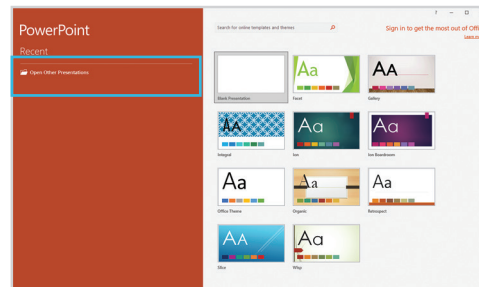 PowerPoint
Recent
Open Other Presentations
Search for online templates and themes
Sign in to get the most out of Offi
Learn m
Blank Presentation
Aa
Facet
AA
Gallery
AA
Integral
Aa
Ion
Aa
Ion Boardroom
Aa
Office Theme
Aa
Organic
Aa
Retrospect
AA
Slice
Aa
Wisp